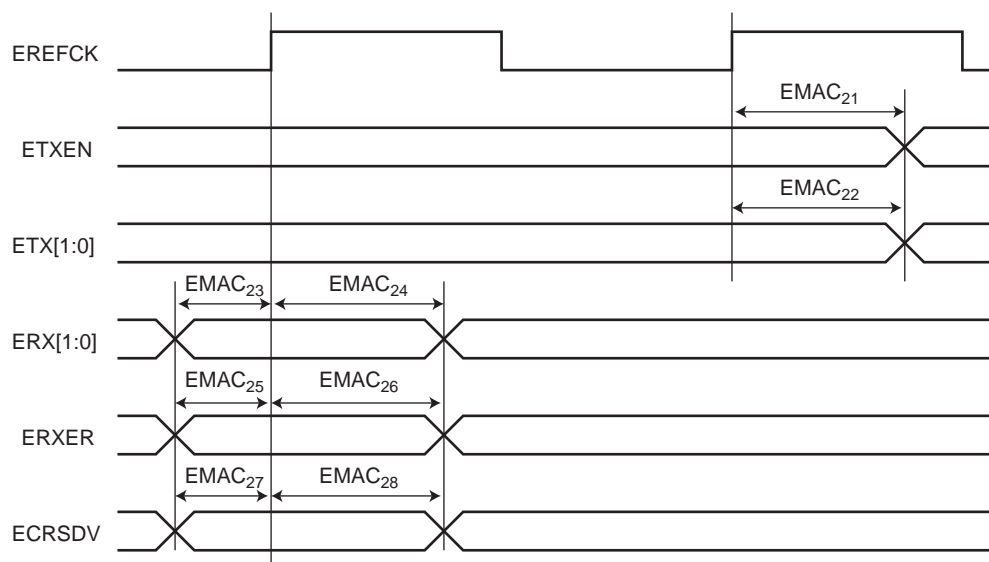 EREFCK
EMAC21
ETXEN
EMAC22
ETX[1:0]
EMAC23 EMAC24
ERX[1:0]
EMAC25 EMAC26
ERXER
EMAC27 EMAC28
ECRSDV